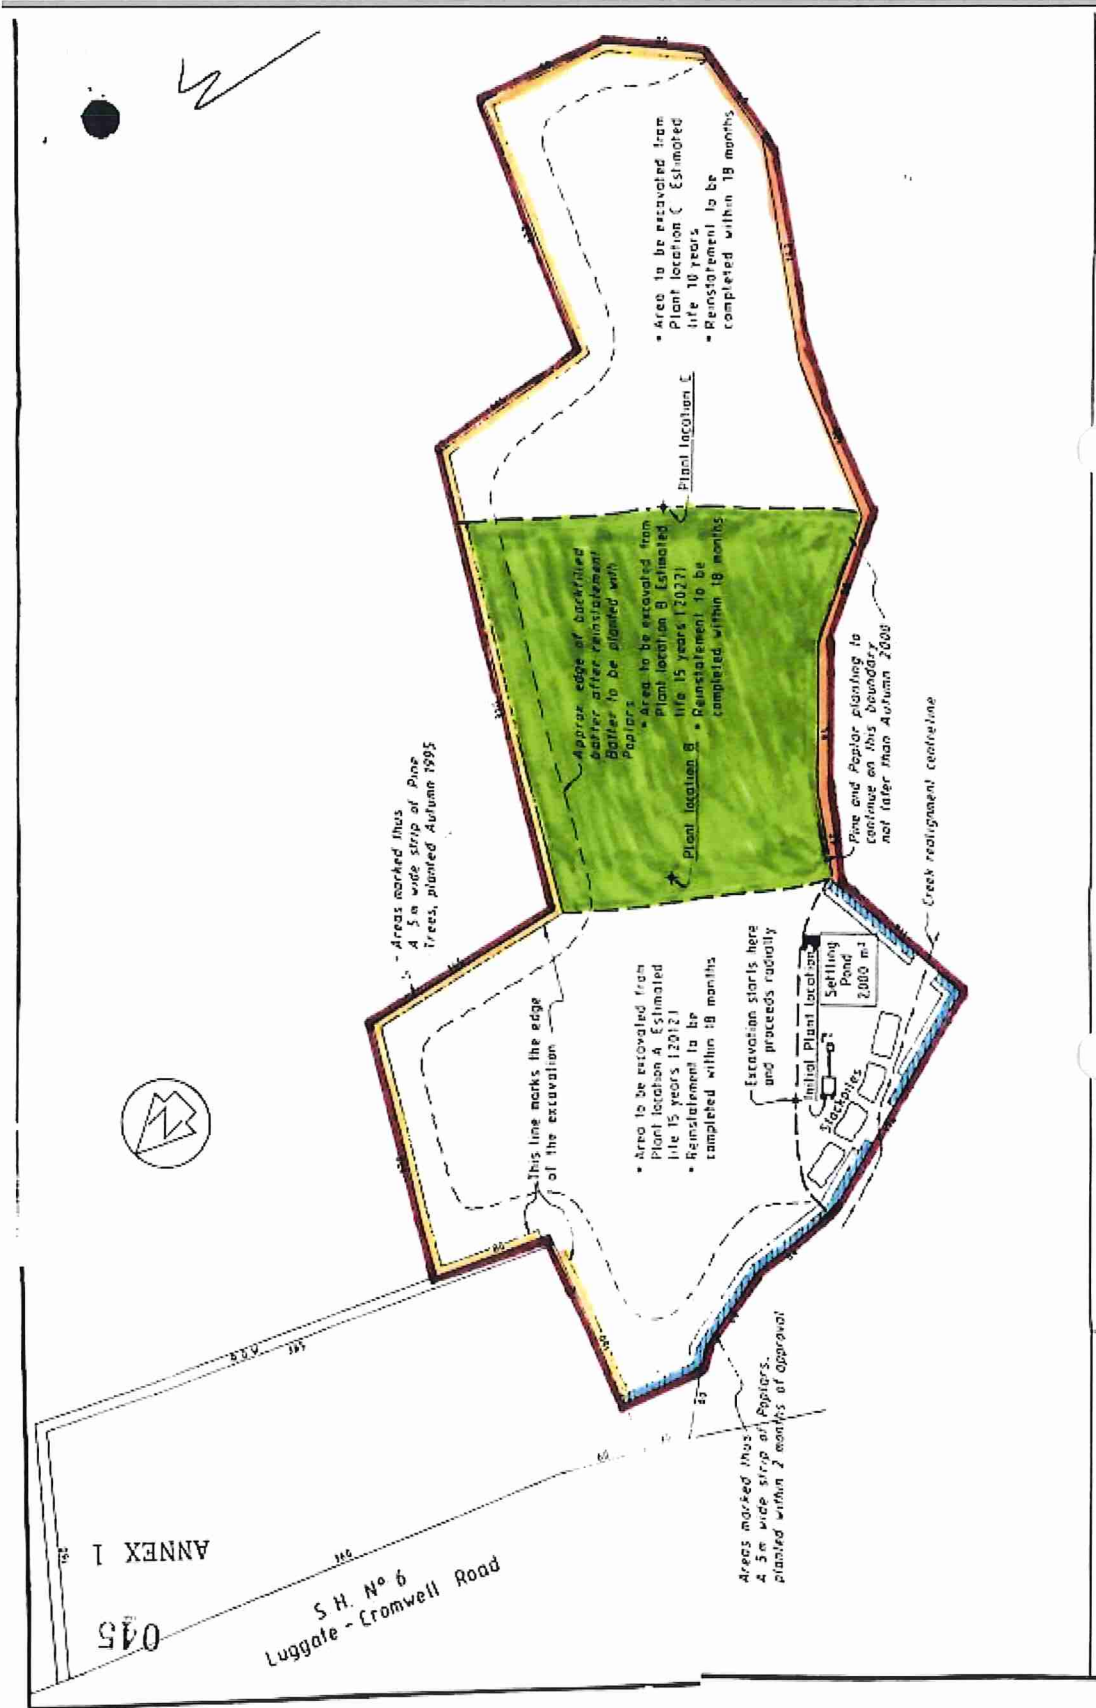 ANNEX 1
045
S H. Nº 6
Luggate - Cromwell Road
Areas marked thus
A 5m wide strip of Pine
Trees, planted Autumn 1995
This line marks the edge
of the excavation
• Area to be excavated from
Plant location A Estimated
life 15 years (2012)
• Reinstatement to be
completed within 18 months
Excavation starts here
and proceeds radially
Initial Plant location
Settling
Pond
2,000 m²
Stockpiles
Areas marked thus
A 5m wide strip of Poplars.
planted within 2 months of approval
Approx edge of backfilled
batter after reinstatement
Batter to be planted with
Poplars
• Area to be excavated from
Plant location B Estimated
life 15 years (2027)
• Reinstatement to be
completed within 18 months
Plant location B
Plant location C
• Area to be excavated from
Plant location C Estimated
life 10 years
• Reinstatement to be
completed within 18 months
Pine and Poplar planting to
continue on this boundary
not later than Autumn 2000
Creek realignment centreline